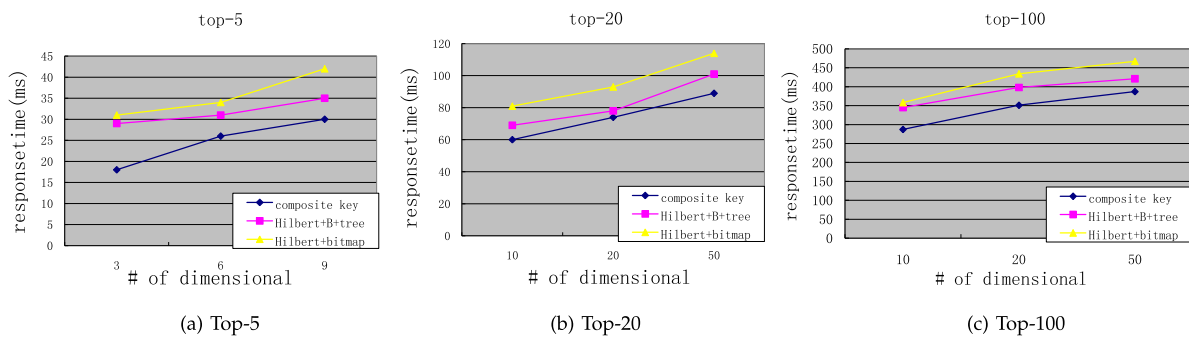 top-5
responsetime(ms)
45
40
35
30
25
20
15
10
5
0
composite key
Hilbert+B+tree
Hilbert+bitmap
3 6 9
# of dimensional
(a) Top-5
top-20
responsetime(ms)
120
100
80
60
40
20
0
composite key
Hilbert+B+tree
Hilbert+bitmap
10 20 50
# of dimensional
(b) Top-20
top-100
responsetime(ms)
500
450
400
350
300
250
200
150
100
50
0
composite key
Hilbert+B+tree
Hilbert+bitmap
10 20 50
# of dimensional
(c) Top-100